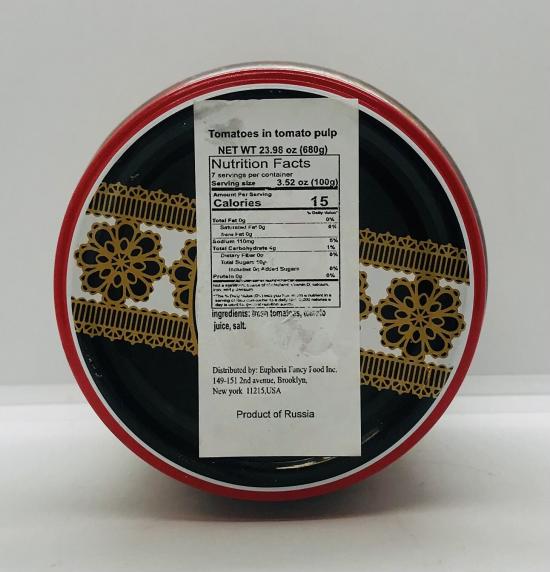 Tomatoes in tomato pulp
NET WT 23.98 oz (680g)
Nutrition Facts
7 servings per container
Serving size 3.52 oz (100g)
Amount Per Serving
Calories 15
% Daily Value*
Total Fat 0g 0%
Saturated Fat 0g 0%
Trans Fat 0g
Sodium 110mg 5%
Total Carbohydrate 4g 1%
Dietary Fiber 0g 0%
Total Sugars
Includes 0g Added Sugars 0%
Protein 0g 0%
ingredients: fresh tomatoes, tomato
juice, salt.
Distributed by: Euphoria Fancy Food Inc.
149-151 2nd avenue, Brooklyn,
New york 11215,USA
Product of Russia